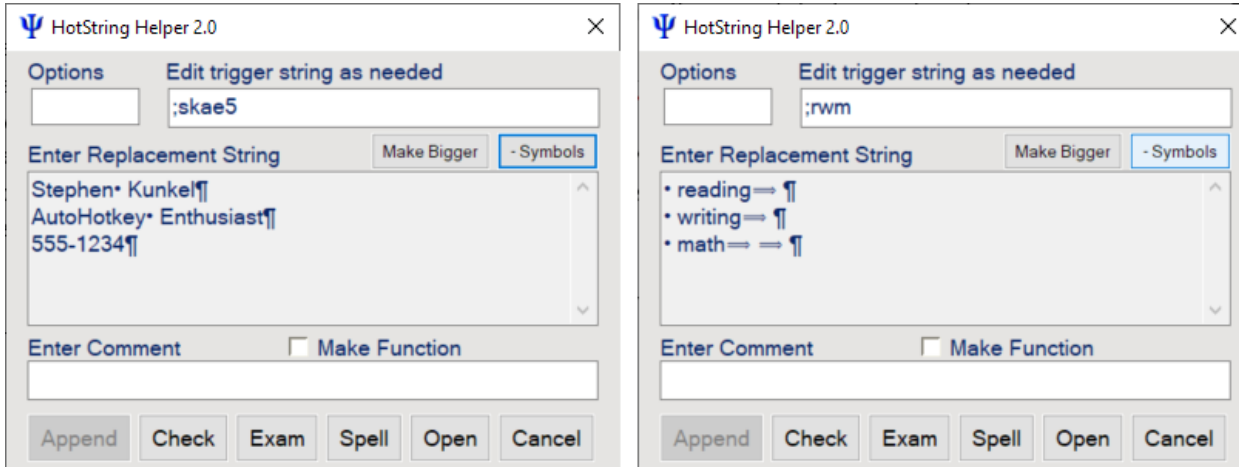 HotString Helper 2.0
Options Edit trigger string as needed
;skae5
Enter Replacement String Make Bigger - Symbols
Stephen• Kunkel¶
AutoHotkey• Enthusiast¶
555-1234¶
Enter Comment Make Function
Append Check Exam Spell Open Cancel
HotString Helper 2.0
Options Edit trigger string as needed
;rwm
Enter Replacement String Make Bigger - Symbols
• reading⟹ ¶
• writing⟹ ¶
• math⟹ ⟹ ¶
Enter Comment Make Function
Append Check Exam Spell Open Cancel